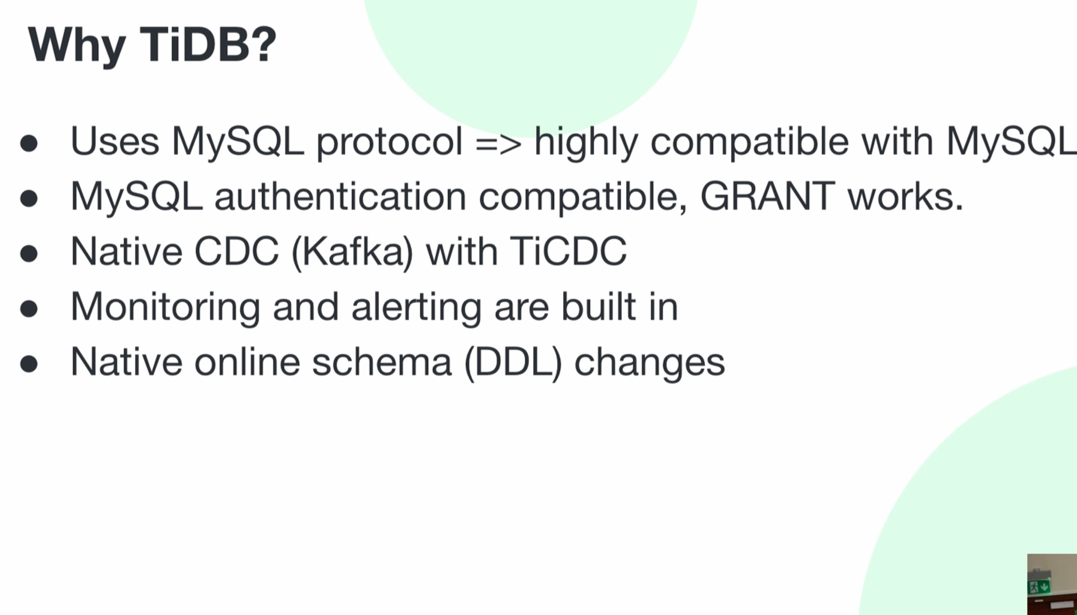 Why TiDB?
● Uses MySQL protocol => highly compatible with MySQL
● MySQL authentication compatible, GRANT works.
● Native CDC (Kafka) with TiCDC
● Monitoring and alerting are built in
● Native online schema (DDL) changes